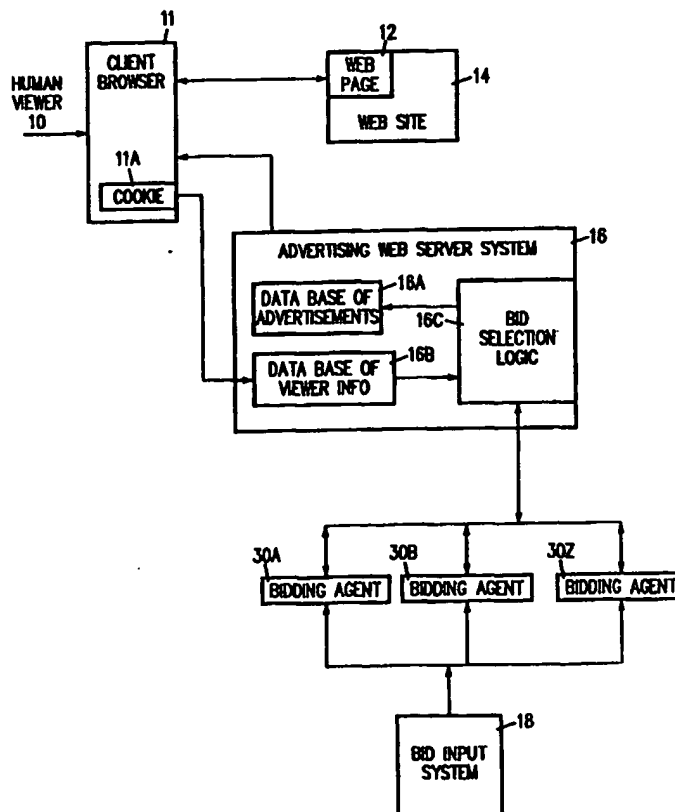 11
CLIENT
BROWSER
HUMAN
VIEWER
10
11A
COOKIE
12
WEB
PAGE
14
WEB SITE
16
ADVERTISING WEB SERVER SYSTEM
16A
DATA BASE OF
ADVERTISEMENTS
16C
BID
SELECTION
LOGIC
16B
DATA BASE OF
VIEWER INFO
30A
BIDDING AGENT
30B
BIDDING AGENT
30Z
BIDDING AGENT
18
BID INPUT
SYSTEM